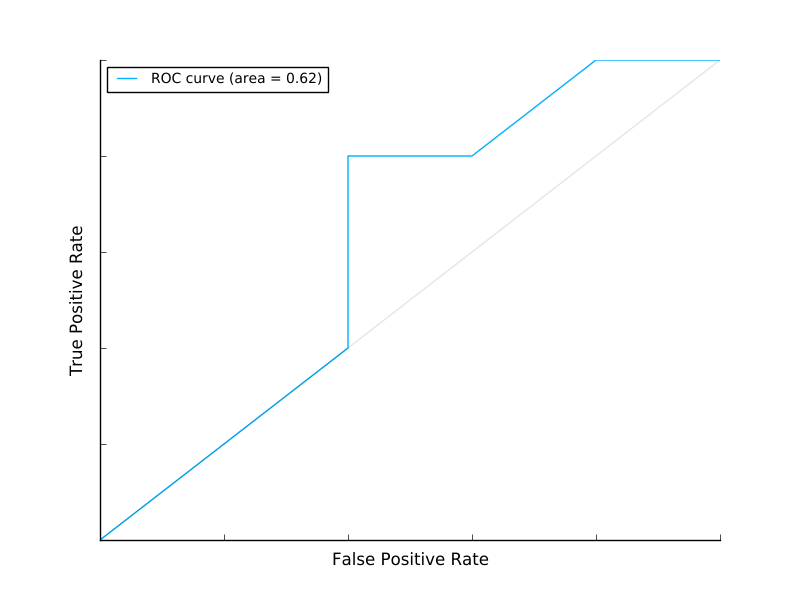 ROC curve (area = 0.62)
True Positive Rate
False Positive Rate